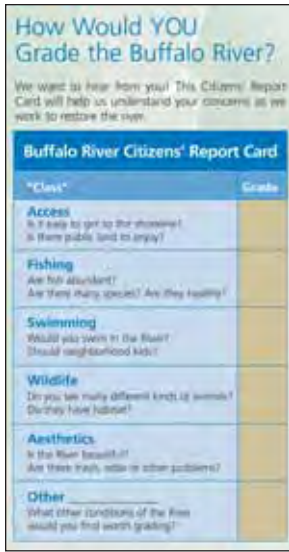 How Would YOU
Grade the Buffalo River?
We want to hear from you! This Citizens' Report
Card will help us understand your concerns as we
work to restore the river.
Buffalo River Citizens' Report Card
"Class" Grade
Access
Is it easy to get to the shoreline?
Is there public land to enjoy?
Fishing
Are fish abundant?
Are there many species? Are they healthy?
Swimming
Would you swim in the River?
Should neighborhood kids?
Wildlife
Do you see many different kinds of animals?
Do they have habitat?
Aesthetics
Is the River beautiful?
Are there trash, odor or other problems?
Other
What other conditions of the River
would you find worth grading?